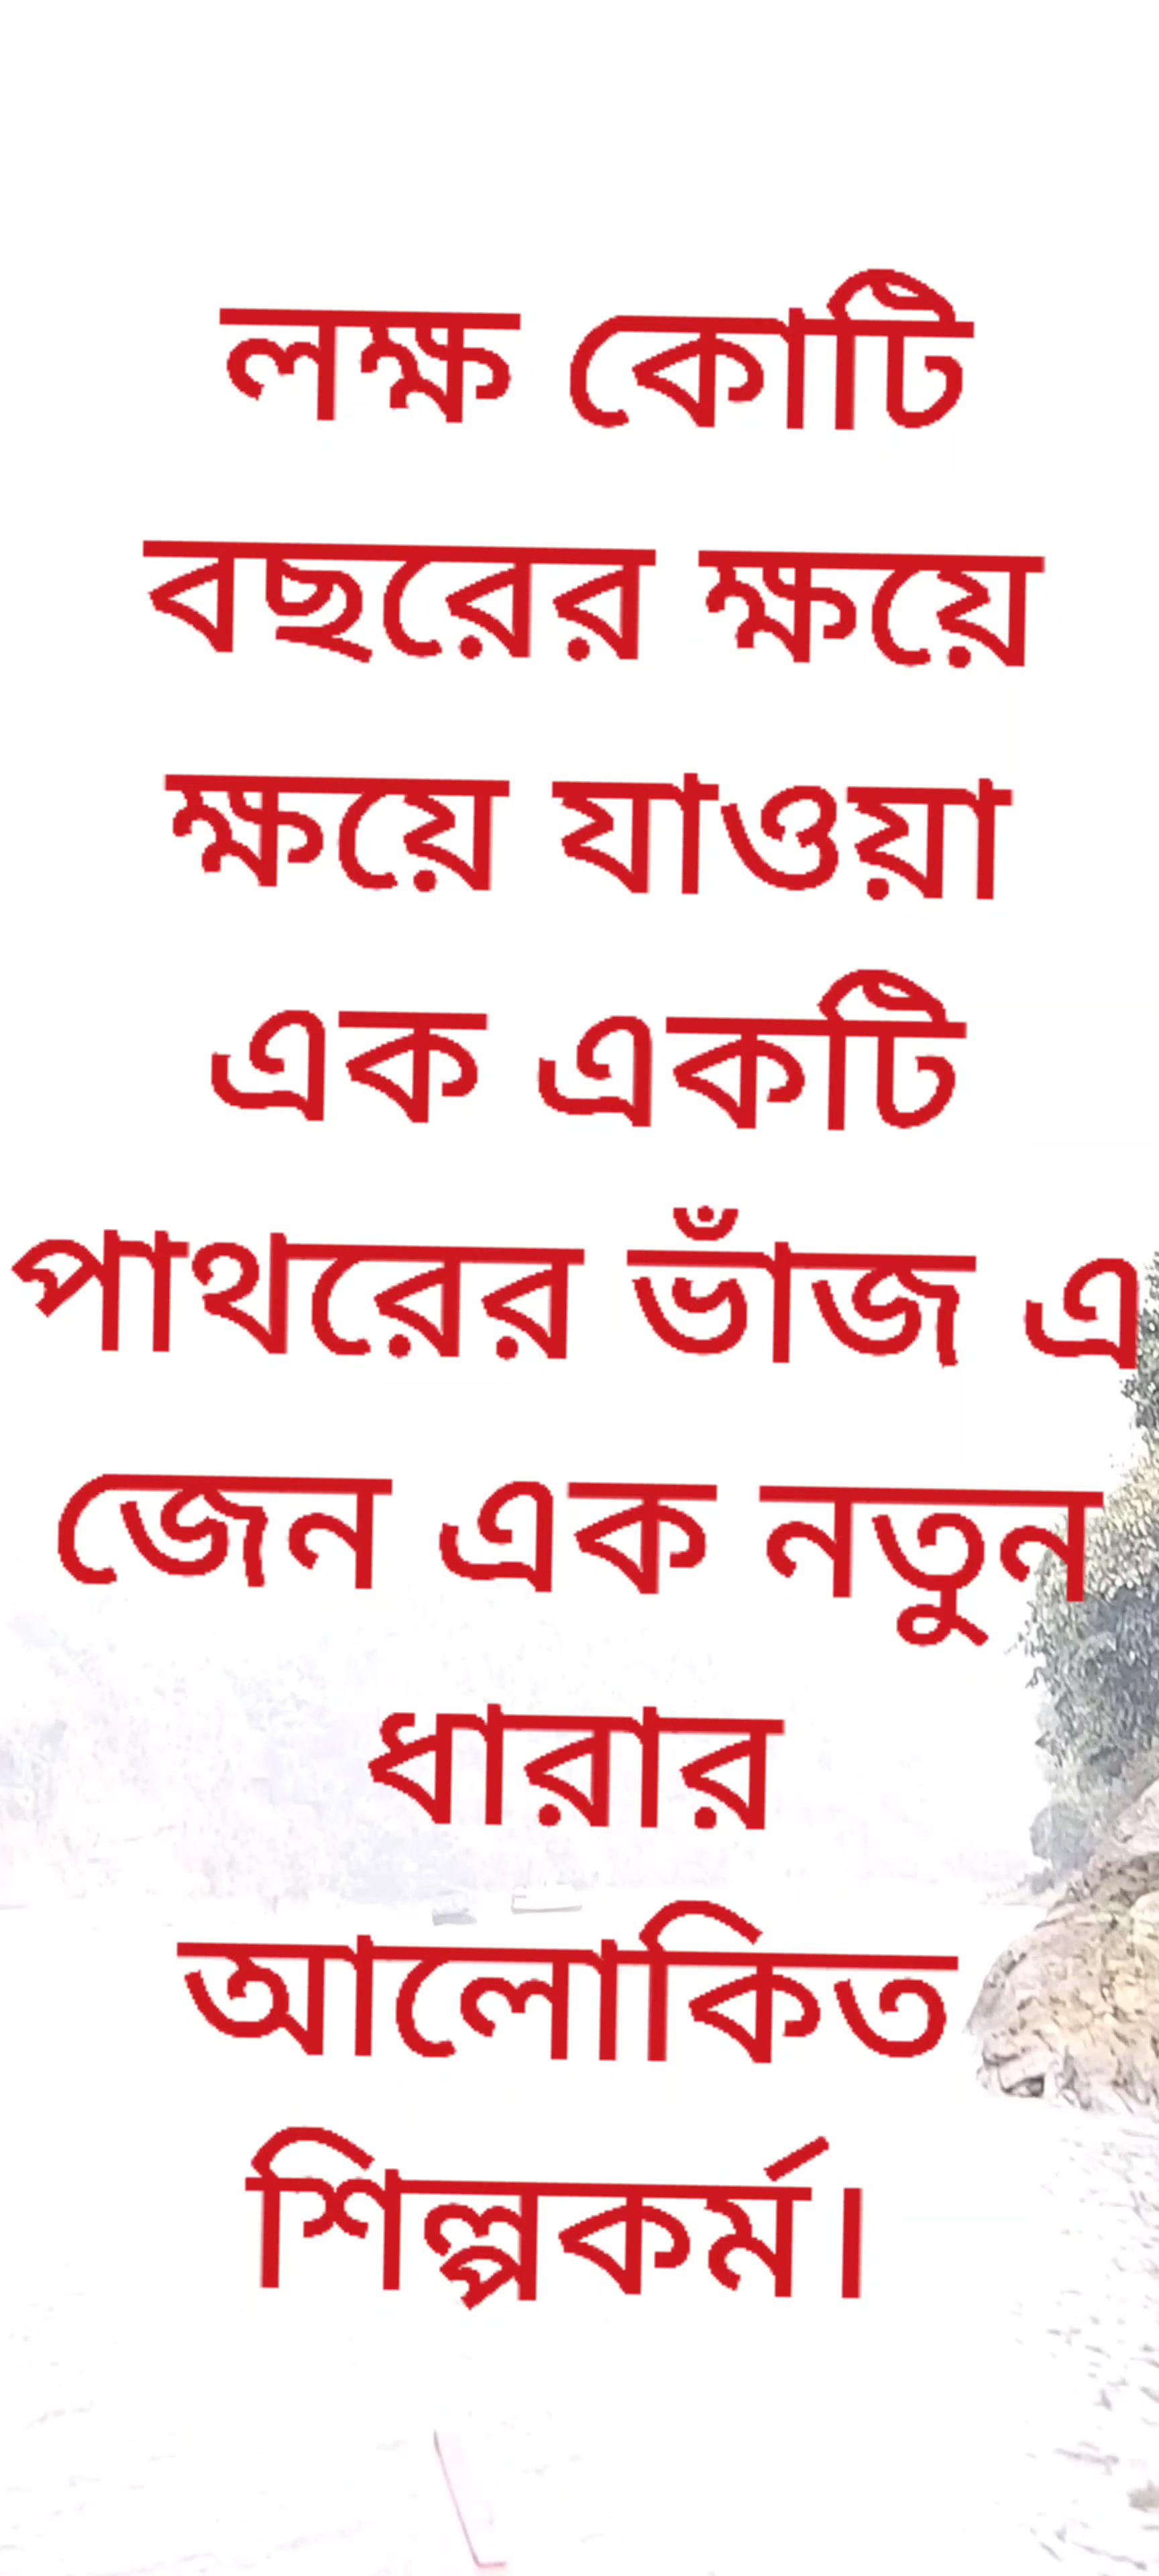 লক্ষ কোটি
বছরের ক্ষয়ে
ক্ষয়ে যাওয়া
এক একটি
পাথরের ভাঁজ এ
জেন এক নতুন
ধারার
আলোকিত
শিল্পকর্ম।